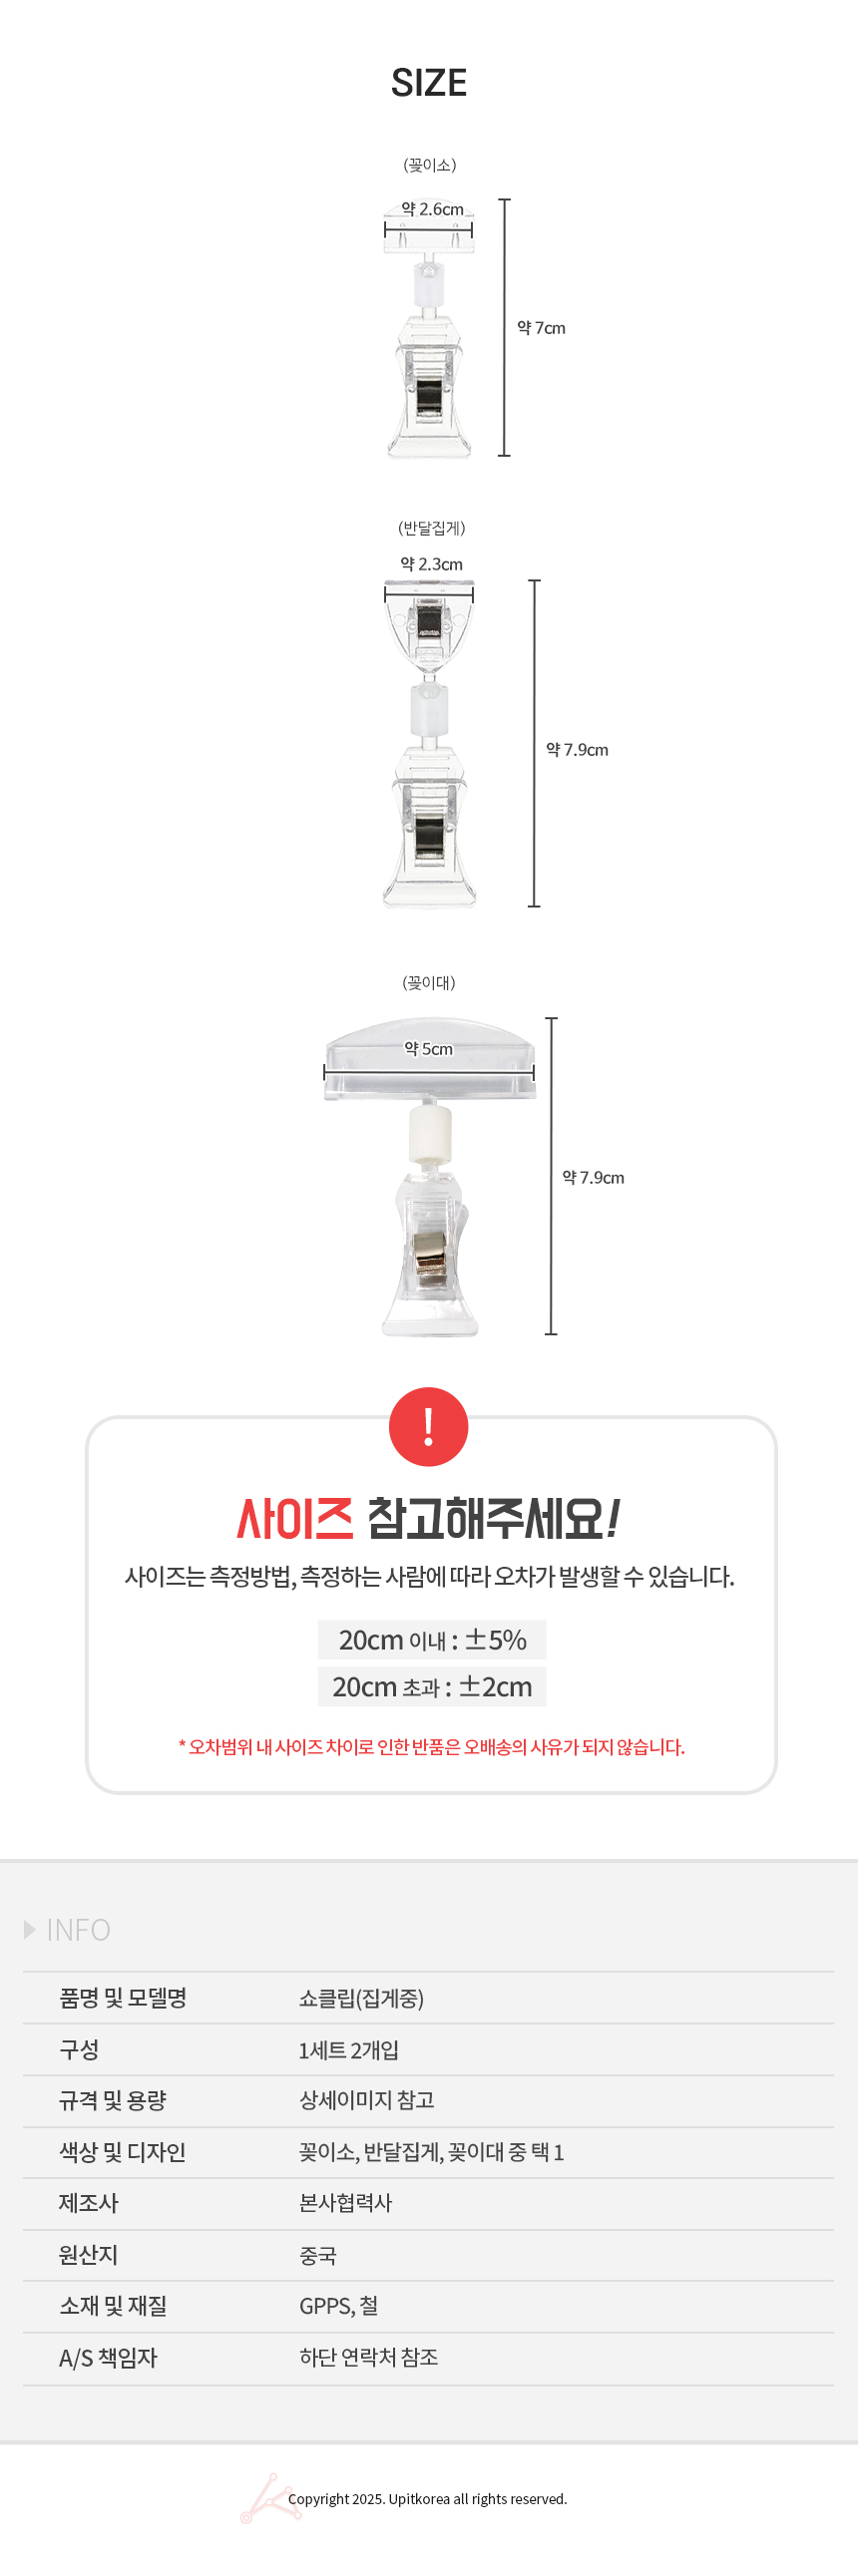 SIZE
(꽂이소)
약 2.6cm
약 7cm
(반달집게)
약 2.3cm
약 7.9cm
(꽂이대)
약 5cm
약 7.9cm
!
사이즈 참고해주세요!
사이즈는 측정방법, 측정하는 사람에 따라 오차가 발생할 수 있습니다.
20cm 이내 : ±5%
20cm 초과 : ±2cm
* 오차범위 내 사이즈 차이로 인한 반품은 오배송의 사유가 되지 않습니다.
INFO
품명 및 모델명 쇼클립(집게중)
구성 1세트 2개입
규격 및 용량 상세이미지 참고
색상 및 디자인 꽂이소, 반달집게, 꽂이대 중 택 1
제조사 본사협력사
원산지 중국
소재 및 재질 GPPS, 철
A/S 책임자 하단 연락처 참조
Copyright 2025. Upitkorea all rights reserved.